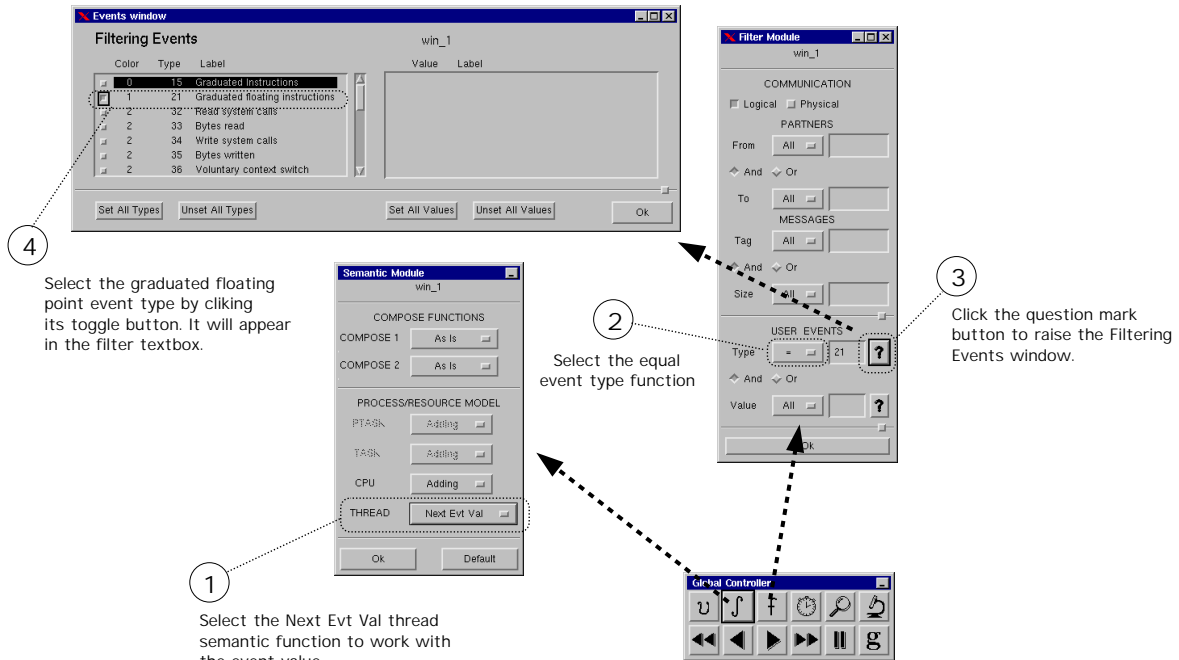 Events window
Filtering Events
win_1
Color Type Label
Value Label
0 15 Graduated Instructions
1 21 Graduated floating instructions
2 32 Read system calls
2 33 Bytes read
2 34 Write system calls
2 35 Bytes written
2 36 Voluntary context switch
Set All Types Unset All Types
Set All Values Unset All Values
Ok
4
Select the graduated floating
point event type by cliking
its toggle button. It will appear
in the filter textbox.
Semantic Module
win_1
COMPOSE FUNCTIONS
COMPOSE 1 As Is
COMPOSE 2 As Is
PROCESS/RESOURCE MODEL
PTASK Adding
TASK Adding
CPU Adding
THREAD Next Evt Val
Ok Default
1
Select the Next Evt Val thread
semantic function to work with
the event value
2
Select the equal
event type function
Filter Module
win_1
COMMUNICATION
Logical Physical
PARTNERS
From All
And Or
To All
MESSAGES
Tag All
And Or
Size All
USER EVENTS
Type = 21 ?
And Or
Value All ?
Ok
3
Click the question mark
button to raise the Filtering
Events window.
Global Controller
g